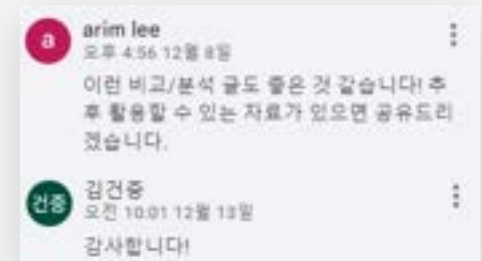 a
arim lee
오후 4:56 12월 8일
이런 비교/분석 글도 좋은 것 같습니다! 추
후 활용할 수 있는 자료가 있으면 공유드리
겠습니다.
건중
김건중
오전 10:01 12월 13일
감사합니다!